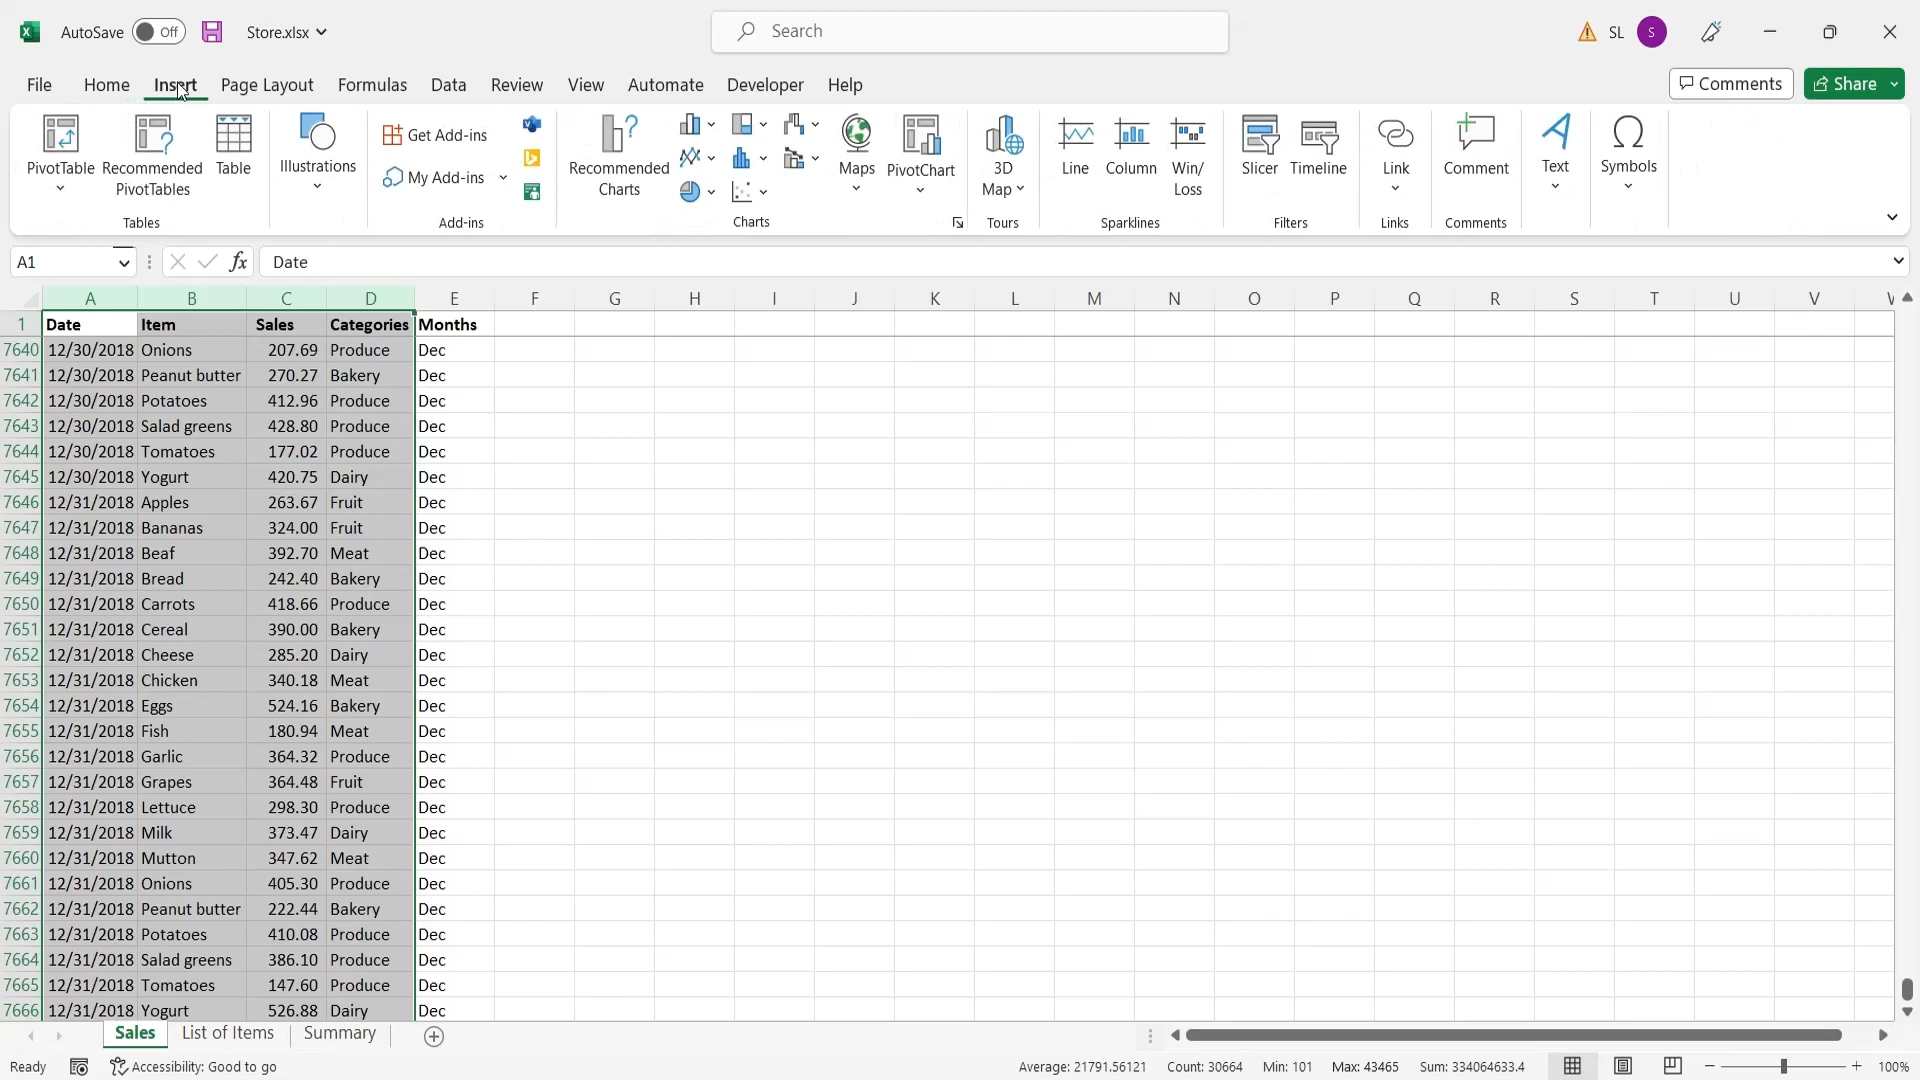 AutoSave Off Store.xlsx Search SL S
File Home Insert Page Layout Formulas Data Review View Automate Developer Help Comments Share
PivotTable Recommended PivotTables Table Illustrations Get Add-ins My Add-ins Recommended Charts Maps PivotChart 3D Map Line Column Win/Loss Slicer Timeline Link Comment Text Symbols
Tables Add-ins Charts Tours Sparklines Filters Links Comments
A1 fx Date
A B C D E F G H I J K L M N O P Q R S T U V
1 Date Item Sales Categories Months
7640 12/30/2018 Onions 207.69 Produce Dec
7641 12/30/2018 Peanut butter 270.27 Bakery Dec
7642 12/30/2018 Potatoes 412.96 Produce Dec
7643 12/30/2018 Salad greens 428.80 Produce Dec
7644 12/30/2018 Tomatoes 177.02 Produce Dec
7645 12/30/2018 Yogurt 420.75 Dairy Dec
7646 12/31/2018 Apples 263.67 Fruit Dec
7647 12/31/2018 Bananas 324.00 Fruit Dec
7648 12/31/2018 Beaf 392.70 Meat Dec
7649 12/31/2018 Bread 242.40 Bakery Dec
7650 12/31/2018 Carrots 418.66 Produce Dec
7651 12/31/2018 Cereal 390.00 Bakery Dec
7652 12/31/2018 Cheese 285.20 Dairy Dec
7653 12/31/2018 Chicken 340.18 Meat Dec
7654 12/31/2018 Eggs 524.16 Bakery Dec
7655 12/31/2018 Fish 180.94 Meat Dec
7656 12/31/2018 Garlic 364.32 Produce Dec
7657 12/31/2018 Grapes 364.48 Fruit Dec
7658 12/31/2018 Lettuce 298.30 Produce Dec
7659 12/31/2018 Milk 373.47 Dairy Dec
7660 12/31/2018 Mutton 347.62 Meat Dec
7661 12/31/2018 Onions 405.30 Produce Dec
7662 12/31/2018 Peanut butter 222.44 Bakery Dec
7663 12/31/2018 Potatoes 410.08 Produce Dec
7664 12/31/2018 Salad greens 386.10 Produce Dec
7665 12/31/2018 Tomatoes 147.60 Produce Dec
7666 12/31/2018 Yogurt 526.88 Dairy Dec
Sales List of Items Summary
Ready Accessibility: Good to go Average: 21791.56121 Count: 30664 Min: 101 Max: 43465 Sum: 334064633.4 100%